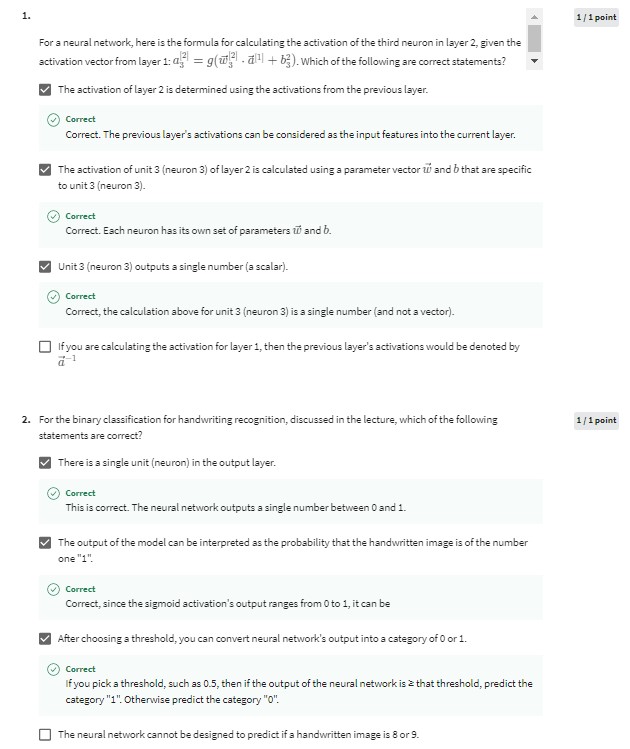 1.
1 / 1 point
For a neural network, here is the formula for calculating the activation of the third neuron in layer 2, given the
activation vector from layer 1: a₃^[2] = g(w⃗₃^[2] · a⃗^[1] + b₃²). Which of the following are correct statements?
The activation of layer 2 is determined using the activations from the previous layer.
Correct
Correct. The previous layer's activations can be considered as the input features into the current layer.
The activation of unit 3 (neuron 3) of layer 2 is calculated using a parameter vector w⃗ and b that are specific
to unit 3 (neuron 3).
Correct
Correct. Each neuron has its own set of parameters w⃗ and b.
Unit 3 (neuron 3) outputs a single number (a scalar).
Correct
Correct, the calculation above for unit 3 (neuron 3) is a single number (and not a vector).
If you are calculating the activation for layer 1, then the previous layer's activations would be denoted by
a⃗⁻¹
2. For the binary classification for handwriting recognition, discussed in the lecture, which of the following
1 / 1 point
statements are correct?
There is a single unit (neuron) in the output layer.
Correct
This is correct. The neural network outputs a single number between 0 and 1.
The output of the model can be interpreted as the probability that the handwritten image is of the number
one "1".
Correct
Correct, since the sigmoid activation's output ranges from 0 to 1, it can be
After choosing a threshold, you can convert neural network's output into a category of 0 or 1.
Correct
If you pick a threshold, such as 0.5, then if the output of the neural network is ≥ that threshold, predict the
category "1". Otherwise predict the category "0".
The neural network cannot be designed to predict if a handwritten image is 8 or 9.